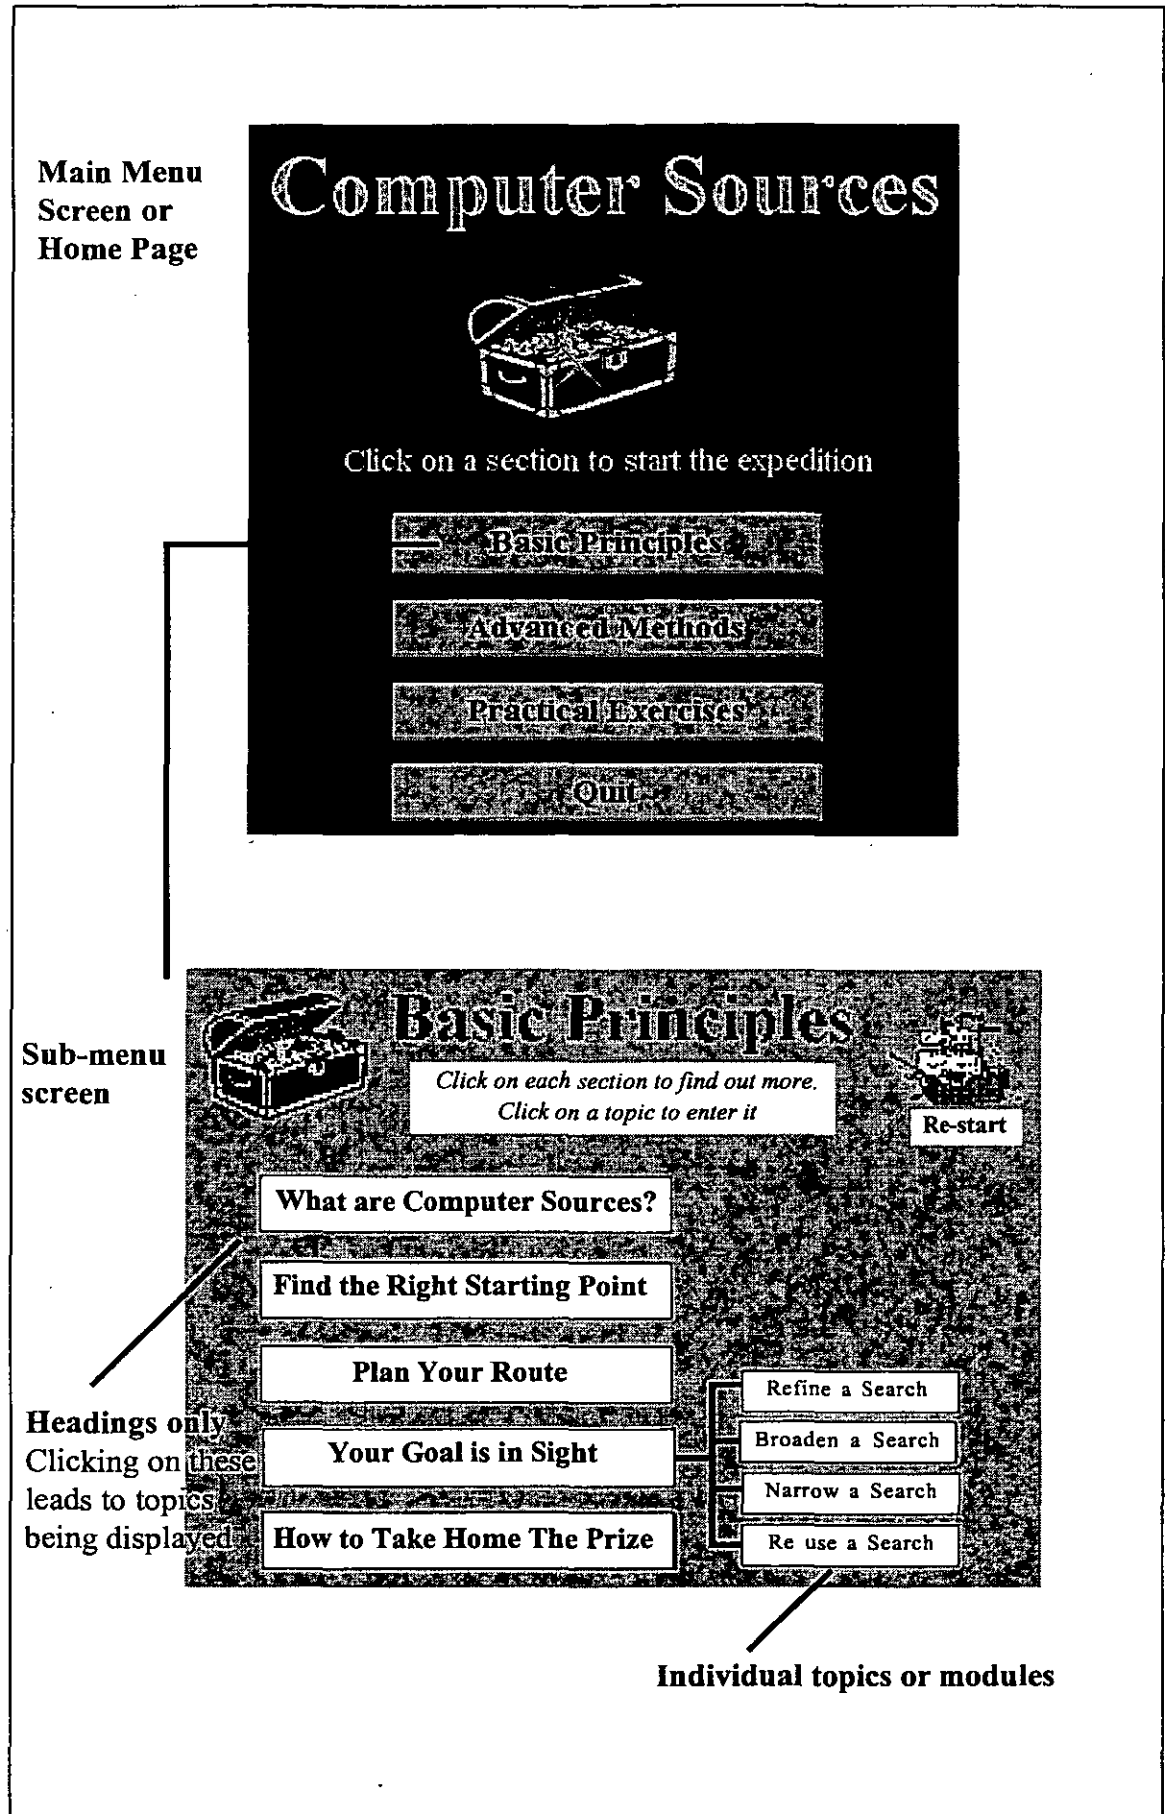 Main Menu
Screen or
Home Page
Computer Sources
Click on a section to start the expedition
Basic Principles
Advanced Methods
Practical Exercises
Quit
Sub-menu
screen
Basic Principles
Click on each section to find out more.
Click on a topic to enter it
Re-start
What are Computer Sources?
Find the Right Starting Point
Plan Your Route
Your Goal is in Sight
How to Take Home The Prize
Refine a Search
Broaden a Search
Narrow a Search
Re use a Search
Headings only
Clicking on these
leads to topics
being displayed
Individual topics or modules